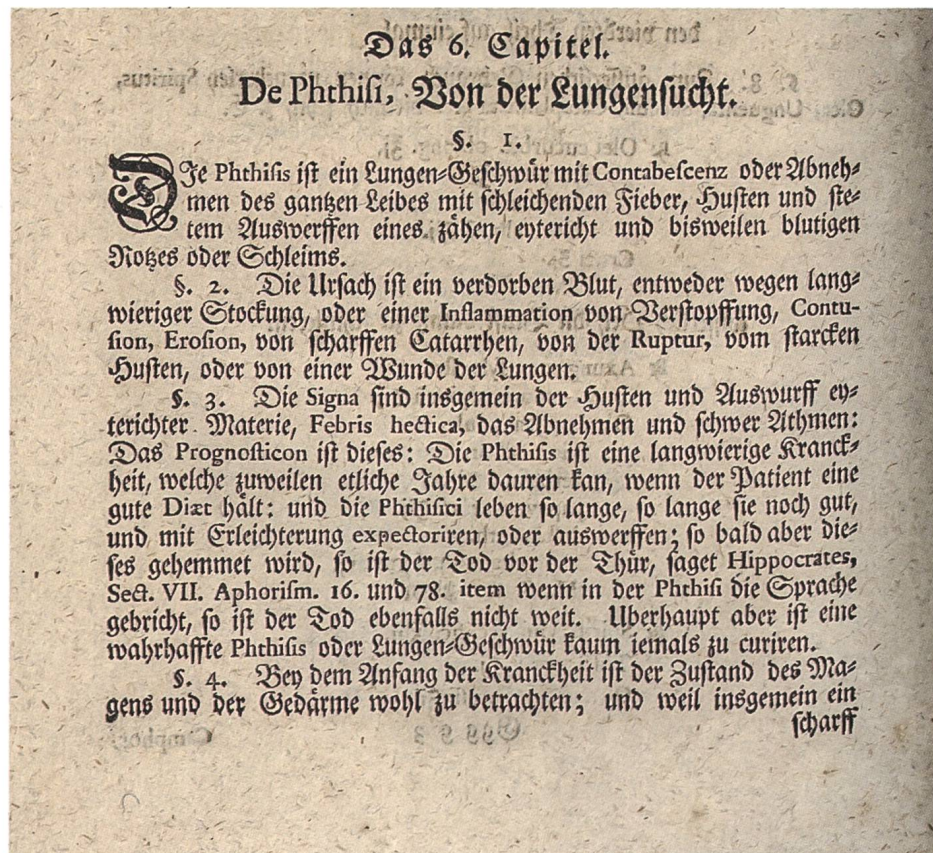 Das 6. Capitel.
De Phthisi, Von der Lungensucht.
§. 1.
DJe Phthisis ist ein Lungen-Geschwür mit Contabescenz oder Abneh-
men des gantzen Leibes mit schleichenden Fieber, Husten und ste-
tem Auswerffen eines zähen, eytericht und bisweilen blutigen
Rotzes oder Schleims.
§. 2. Die Ursach ist ein verdorben Blut, entweder wegen lang-
wieriger Stockung, oder einer Inflammation von Verstopffung, Contu-
sion, Erosion, von scharffen Catarrhen, von der Ruptur, vom starcken
Husten, oder von einer Wunde der Lungen.
§. 3. Die Signa sind insgemein der Husten und Auswurff ey-
terichter Materie, Febris hectica, das Abnehmen und schwer Athmen:
Das Prognosticon ist dieses: Die Phthisis ist eine langwierige Kranck-
heit, welche zuweilen etliche Jahre dauren kan, wenn der Patient eine
gute Diæt hält: und die Phthisici leben so lange, so lange sie noch gut,
und mit Erleichterung expectoriren, oder auswerffen; so bald aber die-
ses gehemmet wird, so ist der Tod vor der Thür, saget Hippocrates,
Sect. VII. Aphorism. 16. und 78. item wenn in der Phthisi die Sprache
gebricht, so ist der Tod ebenfalls nicht weit. Uberhaupt aber ist eine
wahrhaffte Phthisis oder Lungen-Geschwür kaum iemals zu curiren.
§. 4. Bey dem Anfang der Kranckheit ist der Zustand des Ma-
gens und der Gedärme wohl zu betrachten; und weil insgemein ein
scharff